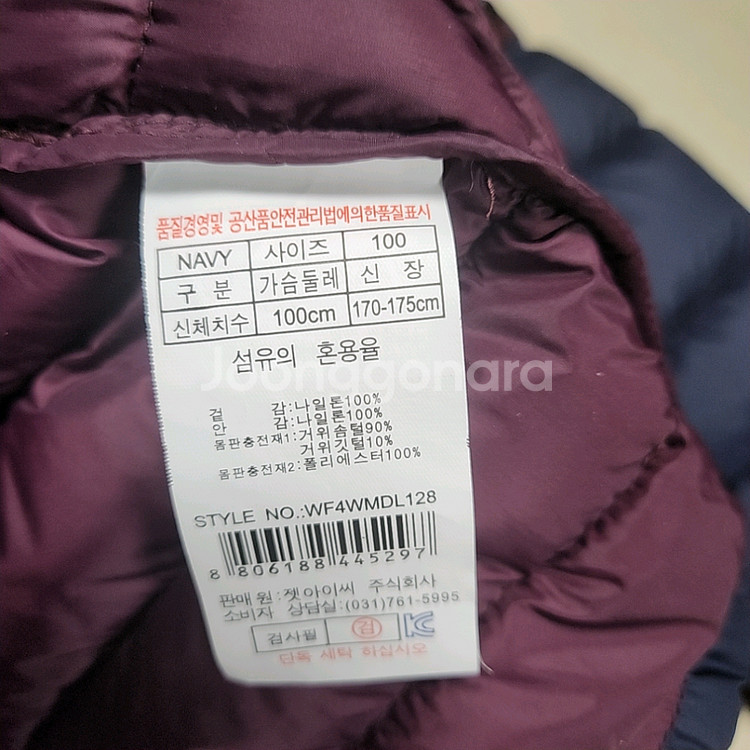 품질경영및 공산품안전관리법에의한품질표시
NAVY 사이즈 100
구 분 가슴둘레 신 장
신체치수 100cm 170-175cm
섬유의 혼용율
Joonggonara
겉 감:나일론100%
안 감:나일론100%
몸판충전재1:거위솜털90%
거위깃털10%
몸판충전재2:폴리에스터100%
STYLE NO.:WF4WMDL128
8 806188 445297
판매원:젯아이씨 주식회사
소비자 상담실:(031)761-5995
검사필 검 KC
단독 세탁 하십시오